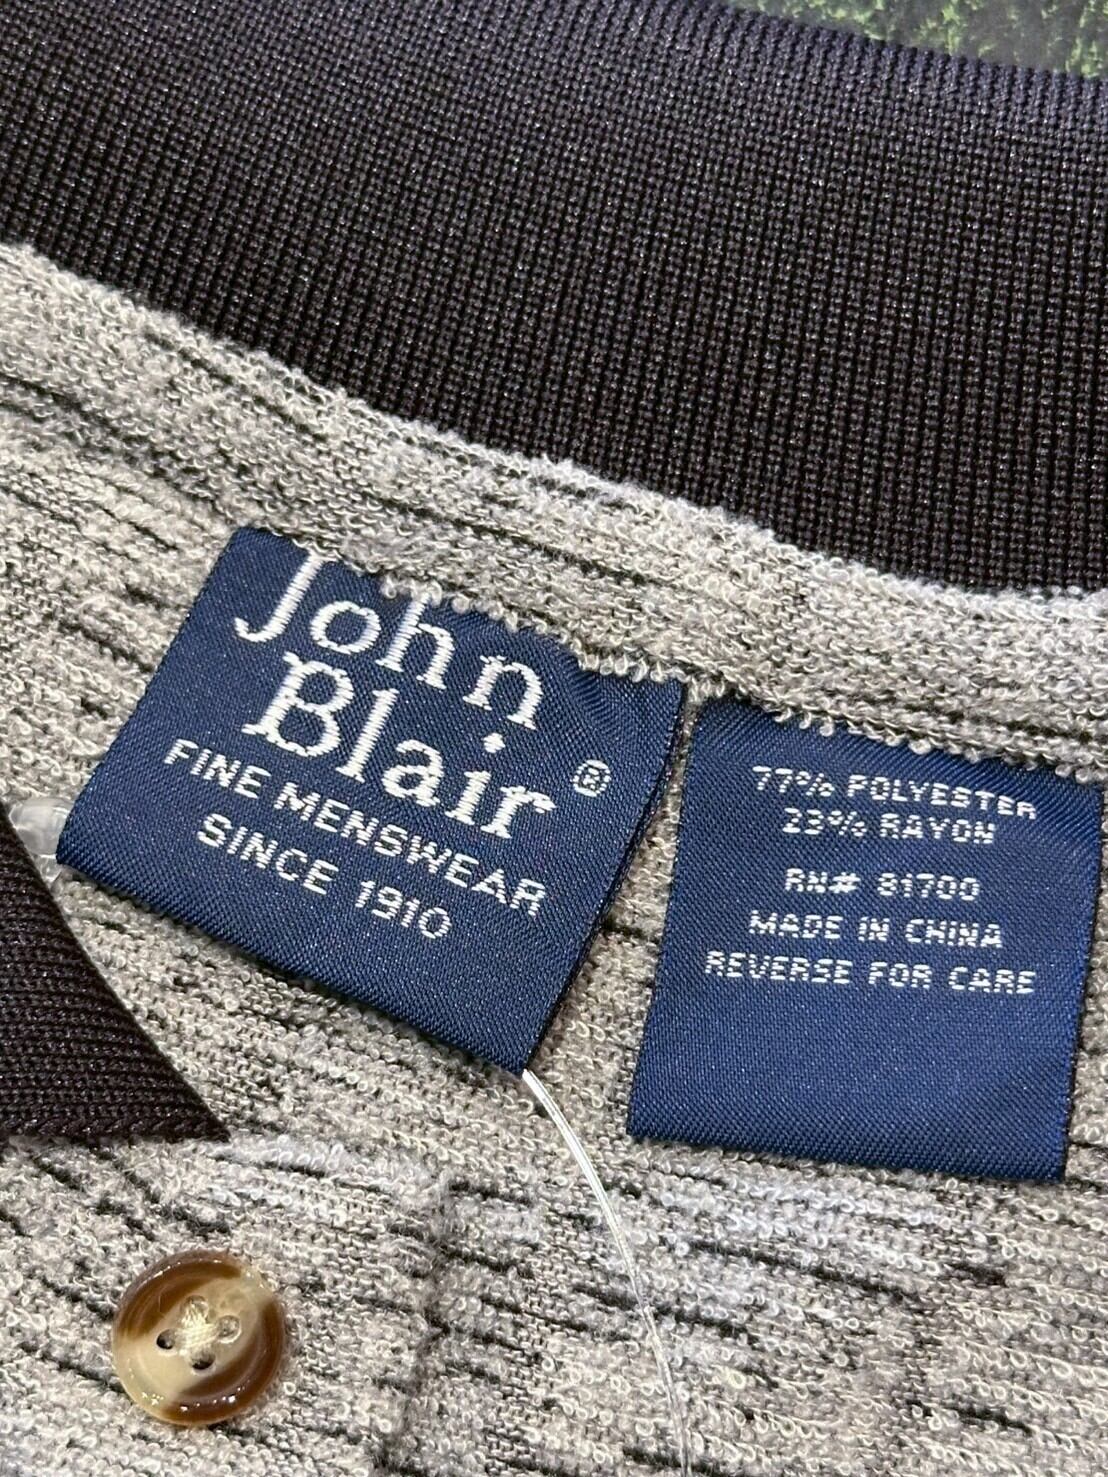 John
Blair®
FINE MENSWEAR
SINCE 1910
77% POLYESTER
23% RAYON
RN# 81700
MADE IN CHINA
REVERSE FOR CARE